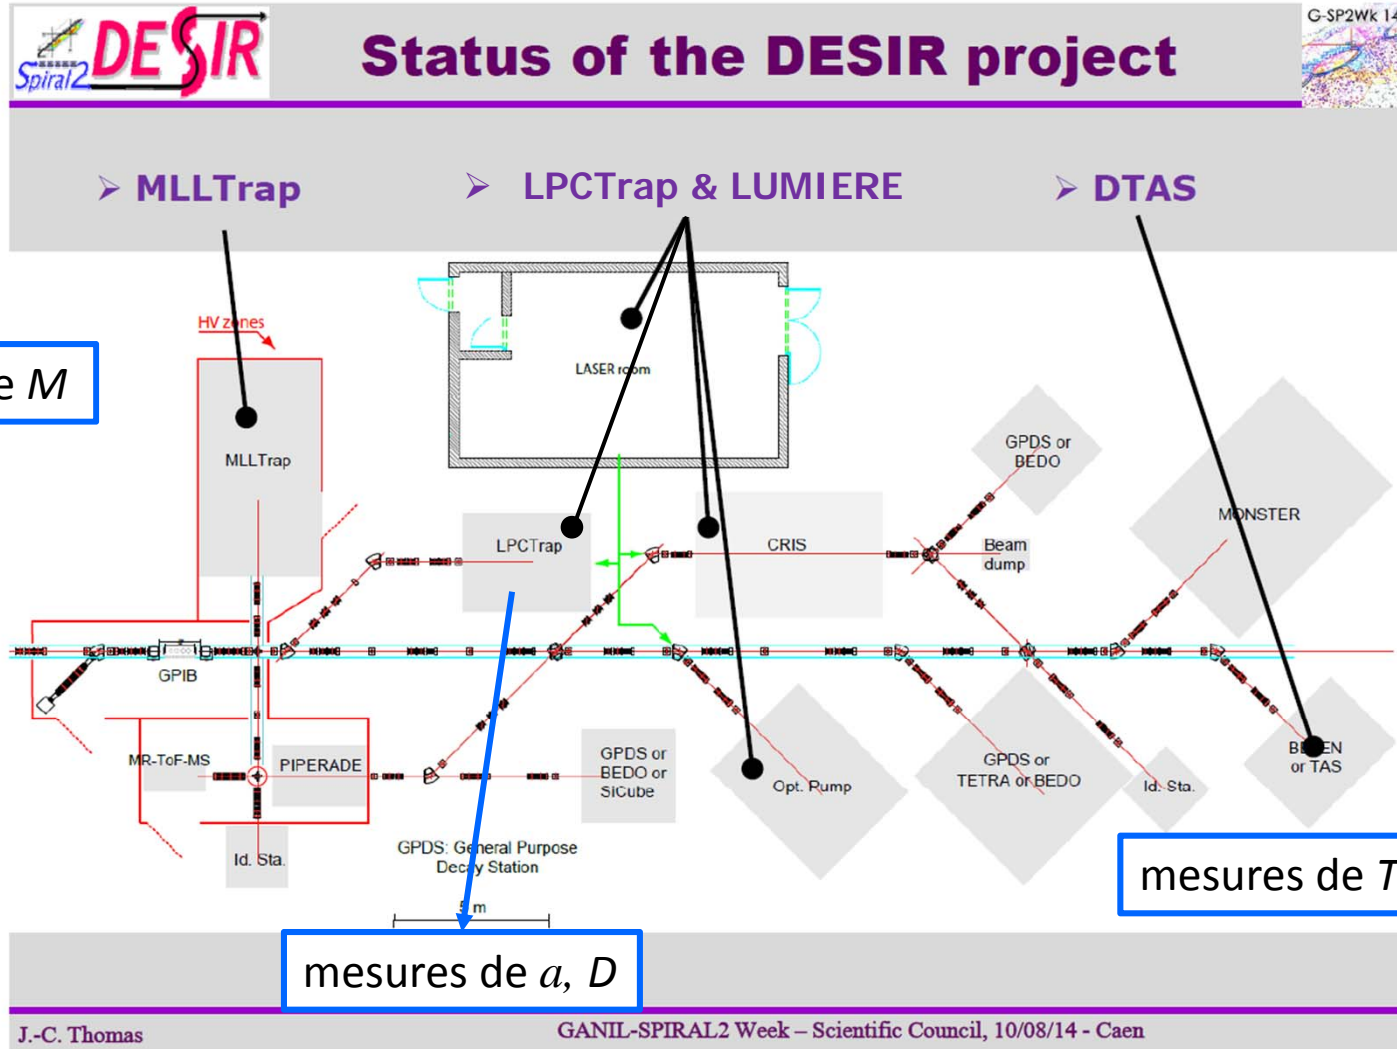 Spiral2 DESIR
Status of the DESIR project
G-SP2Wk 14
➢ MLLTrap
➢ LPCTrap & LUMIERE
➢ DTAS
HV zones
LASER room
e M
MLLTrap
GPDS or
BEDO
MONSTER
LPCTrap
CRIS
Beam
dump
GPIB
MR-ToF-MS
PIPERADE
GPDS or
BEDO or
SiCube
Opt. Pump
GPDS or
TETRA or BEDO
Id. Sta.
or TAS
Id. Sta.
GPDS: General Purpose
Decay Station
5 m
mesures de T
mesures de a, D
J.-C. Thomas
GANIL-SPIRAL2 Week – Scientific Council, 10/08/14 - Caen